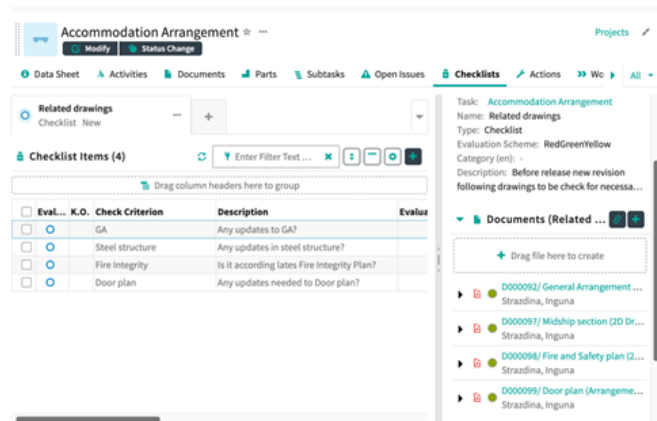 Accommodation Arrangement
Projects
Modify Status Change
Data Sheet Activities Documents Parts Subtasks Open Issues Checklists Actions Wo All
Related drawings
Checklist New
Checklist Items (4)
Enter Filter Text ...
Drag column headers here to group
Eval... K.O. Check Criterion Description Evalua
GA Any updates to GA?
Steel structure Any updates in steel structure?
Fire Integrity Is it according lates Fire Integrity Plan?
Door plan Any updates needed to Door plan?
Task: Accommodation Arrangement
Name: Related drawings
Type: Checklist
Evaluation Scheme: RedGreenYellow
Category (en): -
Description: Before release new revision
following drawings to be check for necessa...
Documents (Related ...
Drag file here to create
D000092/ General Arrangement ...
Strazdina, Inguna
D000097/ Midship section (2D Dr...
Strazdina, Inguna
D000098/ Fire and Safety plan (2...
Strazdina, Inguna
D000099/ Door plan (Arrangeme...
Strazdina, Inguna